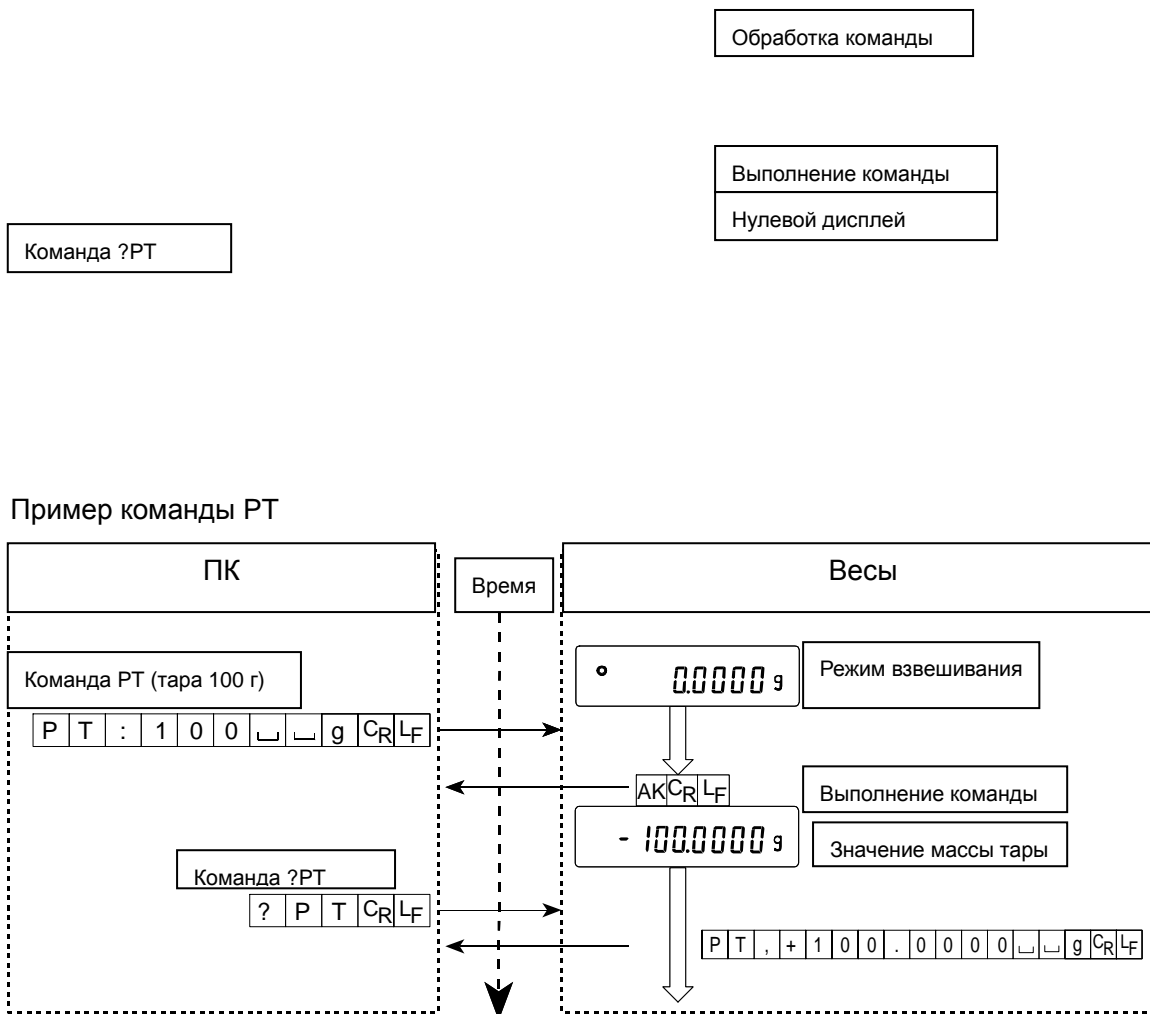 Обработка команды
Выполнение команды
Нулевой дисплей
Команда ?PT
Пример команды PT
ПК
Время
Весы
Команда PT (тара 100 г)
0.0000 g
Режим взвешивания
P T : 1 0 0 ␣ ␣ g CR LF
AK CR LF
Выполнение команды
- 100.0000 g
Значение массы тары
Команда ?PT
? P T CR LF
P T , + 1 0 0 . 0 0 0 0 ␣ ␣ g CR LF